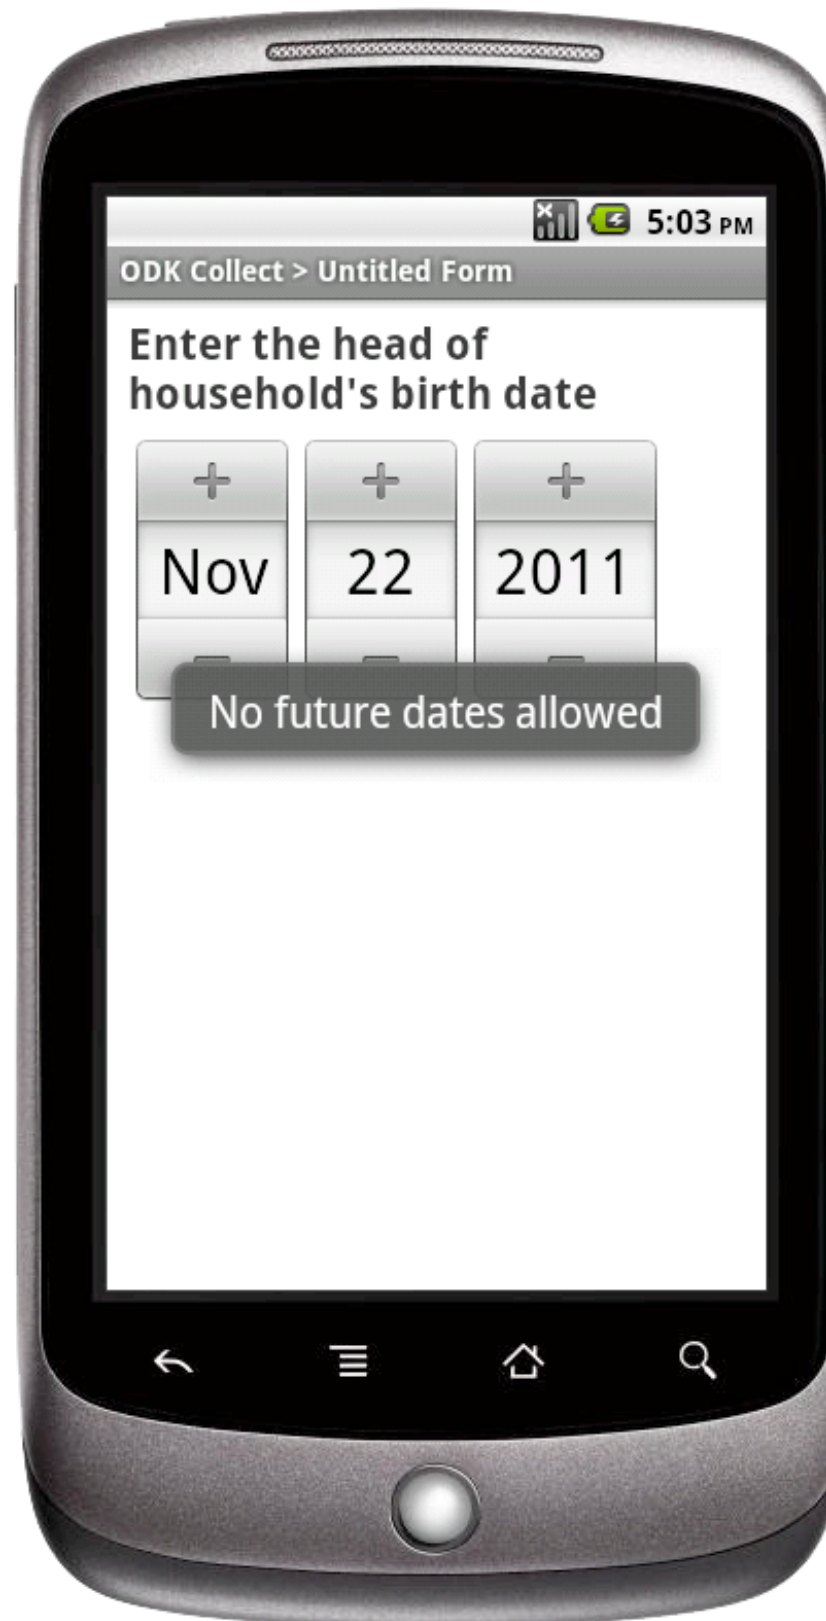 5:03 PM
ODK Collect > Untitled Form
Enter the head of
household's birth date
+ + +
Nov 22 2011
No future dates allowed